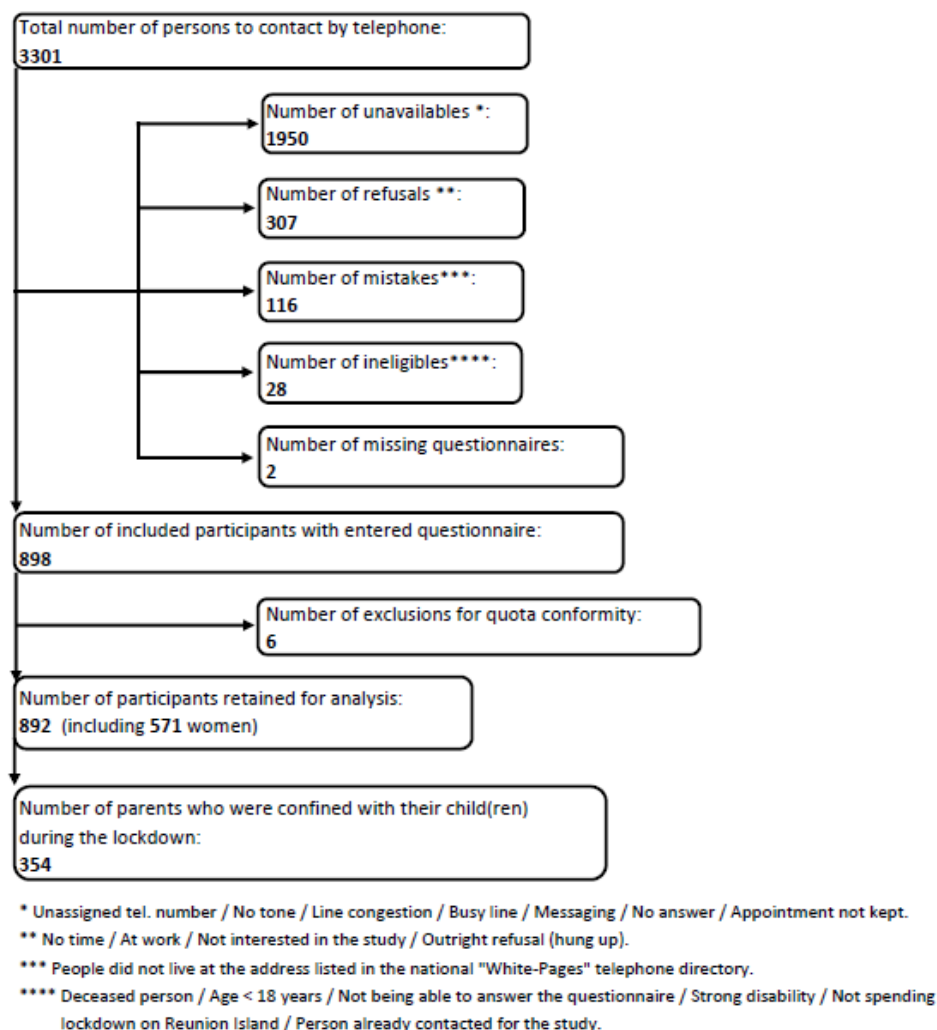 Total number of persons to contact by telephone:
3301
Number of unavailables *:
1950
Number of refusals **:
307
Number of mistakes***:
116
Number of ineligibles****:
28
Number of missing questionnaires:
2
Number of included participants with entered questionnaire:
898
Number of exclusions for quota conformity:
6
Number of participants retained for analysis:
892 (including 571 women)
Number of parents who were confined with their child(ren)
during the lockdown:
354
* Unassigned tel. number / No tone / Line congestion / Busy line / Messaging / No answer / Appointment not kept.
** No time / At work / Not interested in the study / Outright refusal (hung up).
*** People did not live at the address listed in the national "White-Pages" telephone directory.
**** Deceased person / Age < 18 years / Not being able to answer the questionnaire / Strong disability / Not spending
lockdown on Reunion Island / Person already contacted for the study.